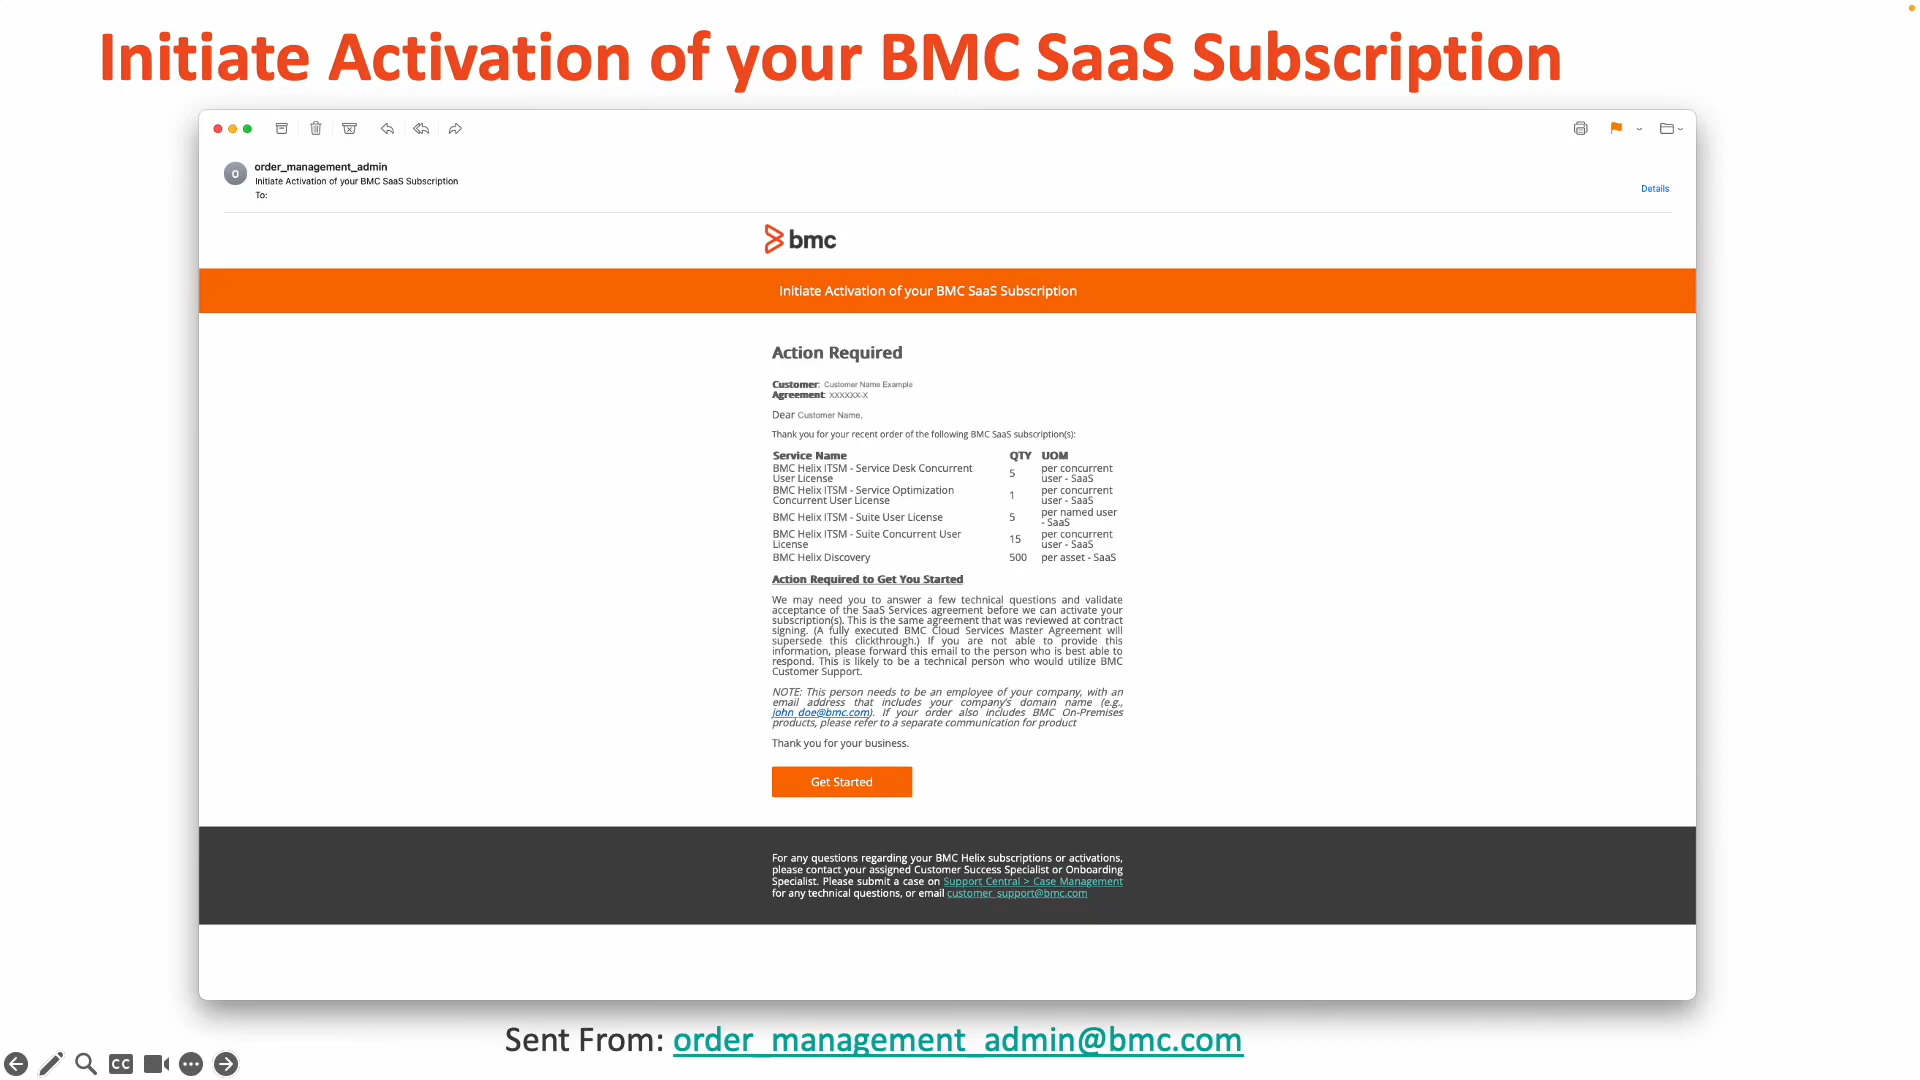 Initiate Activation of your BMC SaaS Subscription
O
order_management_admin
Initiate Activation of your BMC SaaS Subscription
To:
Details
bmc
Initiate Activation of your BMC SaaS Subscription
Action Required
Customer: Customer Name Example
Agreement: XXXXXX-X
Dear Customer Name,
Thank you for your recent order of the following BMC SaaS subscription(s):
Service Name QTY UOM
BMC Helix ITSM - Service Desk Concurrent
User License 5 per concurrent
user - SaaS
BMC Helix ITSM - Service Optimization
Concurrent User License 1 per concurrent
user - SaaS
BMC Helix ITSM - Suite User License 5 per named user
- SaaS
BMC Helix ITSM - Suite Concurrent User
License 15 per concurrent
user - SaaS
BMC Helix Discovery 500 per asset - SaaS
Action Required to Get You Started
We may need you to answer a few technical questions and validate
acceptance of the SaaS Services agreement before we can activate your
subscription(s). This is the same agreement that was reviewed at contract
signing. (A fully executed BMC Cloud Services Master Agreement will
supersede this clickthrough.) If you are not able to provide this
information, please forward this email to the person who is best able to
respond. This is likely to be a technical person who would utilize BMC
Customer Support.
NOTE: This person needs to be an employee of your company, with an
email address that includes your company's domain name (e.g.,
john_doe@bmc.com). If your order also includes BMC On-Premises
products, please refer to a separate communication for product
Thank you for your business.
Get Started
For any questions regarding your BMC Helix subscriptions or activations,
please contact your assigned Customer Success Specialist or Onboarding
Specialist. Please submit a case on Support Central > Case Management
for any technical questions, or email customer_support@bmc.com
Sent From: order_management_admin@bmc.com
CC